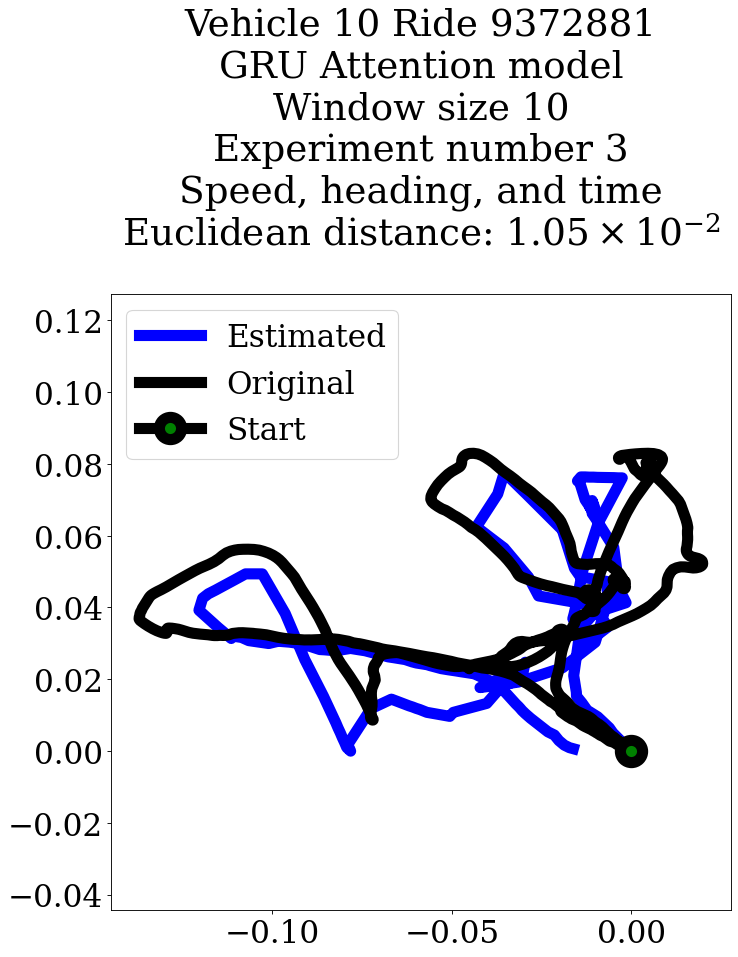 Vehicle 10 Ride 9372881
GRU Attention model
Window size 10
Experiment number 3
Speed, heading, and time
Euclidean distance: 1.05 × 10⁻²
Estimated
Original
Start
0.12
0.10
0.08
0.06
0.04
0.02
0.00
−0.02
−0.04
−0.10 −0.05 0.00